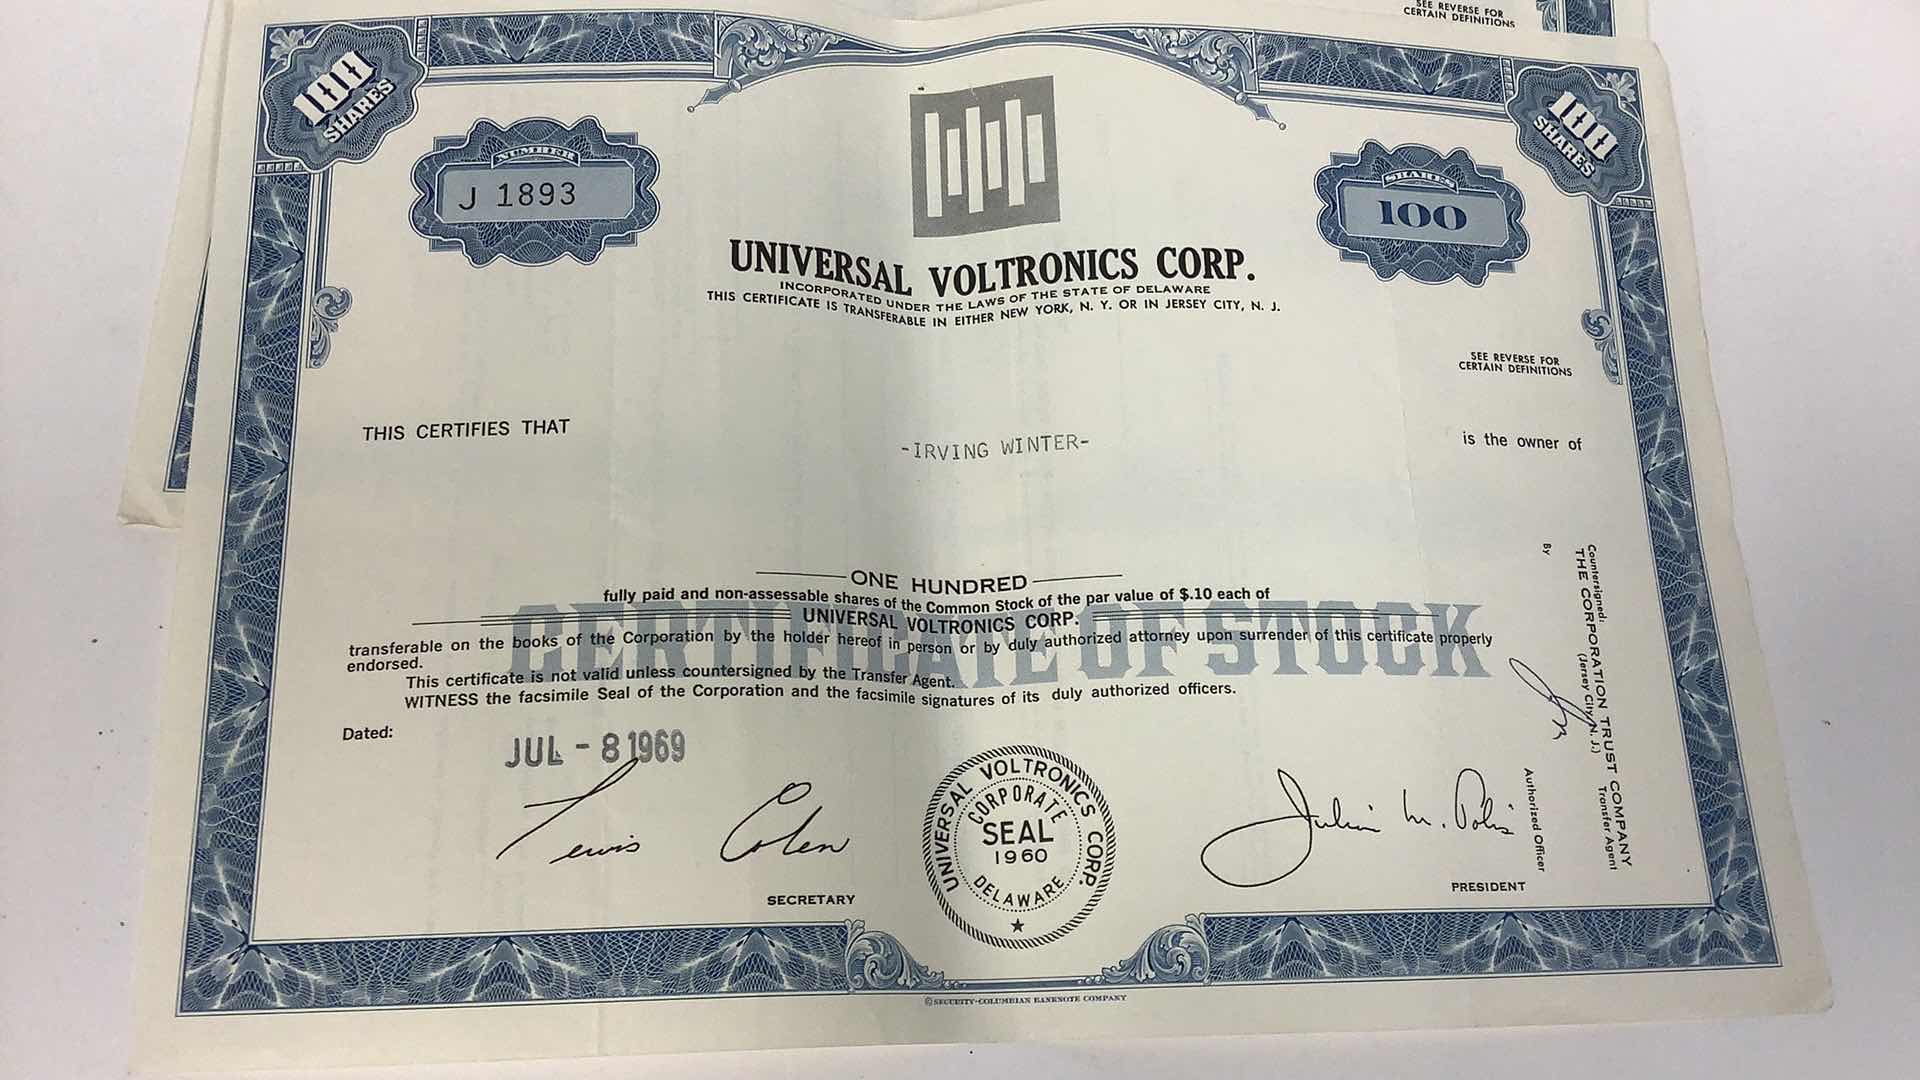 SEE REVERSE FOR
CERTAIN DEFINITIONS
100
SHARES
100
SHARES
NUMBER
J 1893
SHARES
100
UNIVERSAL VOLTRONICS CORP.
INCORPORATED UNDER THE LAWS OF THE STATE OF DELAWARE
THIS CERTIFICATE IS TRANSFERABLE IN EITHER NEW YORK, N. Y. OR IN JERSEY CITY, N. J.
SEE REVERSE FOR
CERTAIN DEFINITIONS
THIS CERTIFIES THAT
-IRVING WINTER-
is the owner of
ONE HUNDRED
fully paid and non-assessable shares of the Common Stock of the par value of $.10 each of
UNIVERSAL VOLTRONICS CORP.
CERTIFICATE OF STOCK
transferable on the books of the Corporation by the holder hereof in person or by duly authorized attorney upon surrender of this certificate properly
endorsed.
This certificate is not valid unless countersigned by the Transfer Agent.
WITNESS the facsimile Seal of the Corporation and the facsimile signatures of its duly authorized officers.
Dated:
JUL - 8 1969
Lewis Cohen
SECRETARY
UNIVERSAL VOLTRONICS CORP.
CORPORATE
SEAL
1960
DELAWARE
Julian M.
PRESIDENT
Countersigned:
THE CORPORATION TRUST COMPANY
(Jersey City, N. J.)
Transfer Agent
By
Authorized Officer
© SECURITY-COLUMBIAN BANKNOTE COMPANY